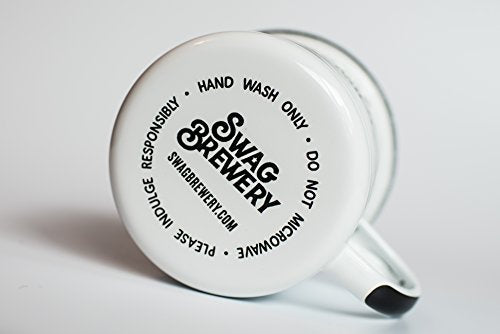 HAND WASH ONLY • DO NOT MICROWAVE • PLEASE INDULGE RESPONSIBLY •
SWAG
BREWERY
SWAGBREWERY.COM